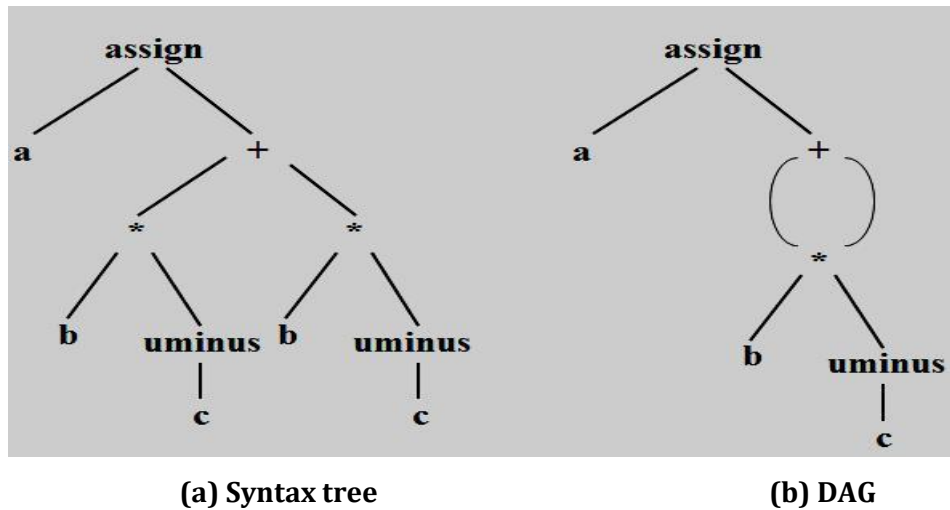 assign assign
a + a +
* * *
b uminus b uminus b uminus
c c c
(a) Syntax tree (b) DAG